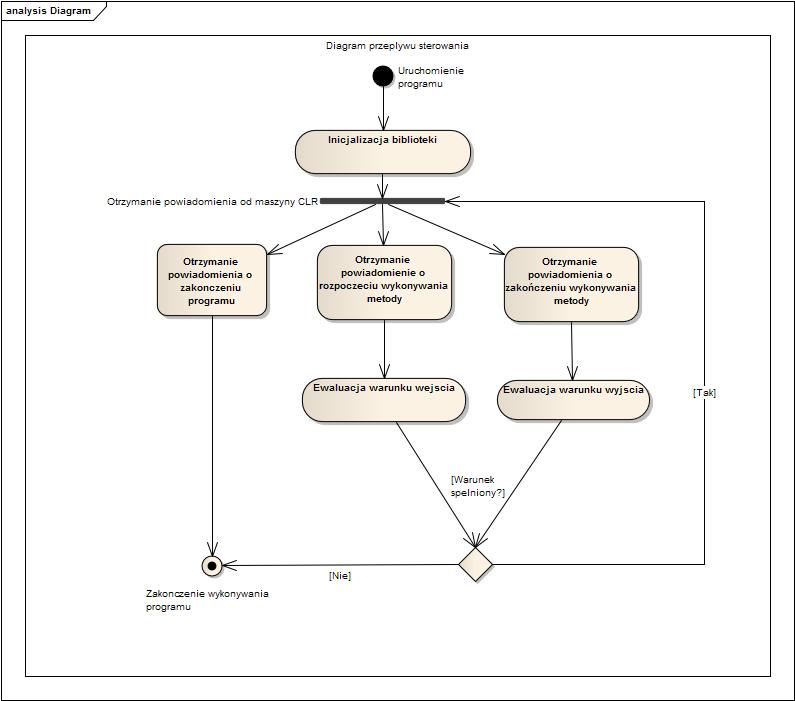 analysis Diagram
Diagram przeplywu sterowania
Uruchomienie
programu
Inicjalizacja biblioteki
Otrzymanie powiadomienia od maszyny CLR
Otrzymanie
powiadomienia o
zakonczeniu
programu
Otrzymanie
powiadomienie o
rozpoczeciu wykonywania
metody
Otrzymanie
powiadomienia o
zakończeniu wykonywania
metody
Ewaluacja warunku wejscia
Ewaluacja warunku wyjscia
[Tak]
[Warunek
spelniony?]
[Nie]
Zakonczenie wykonywania
programu